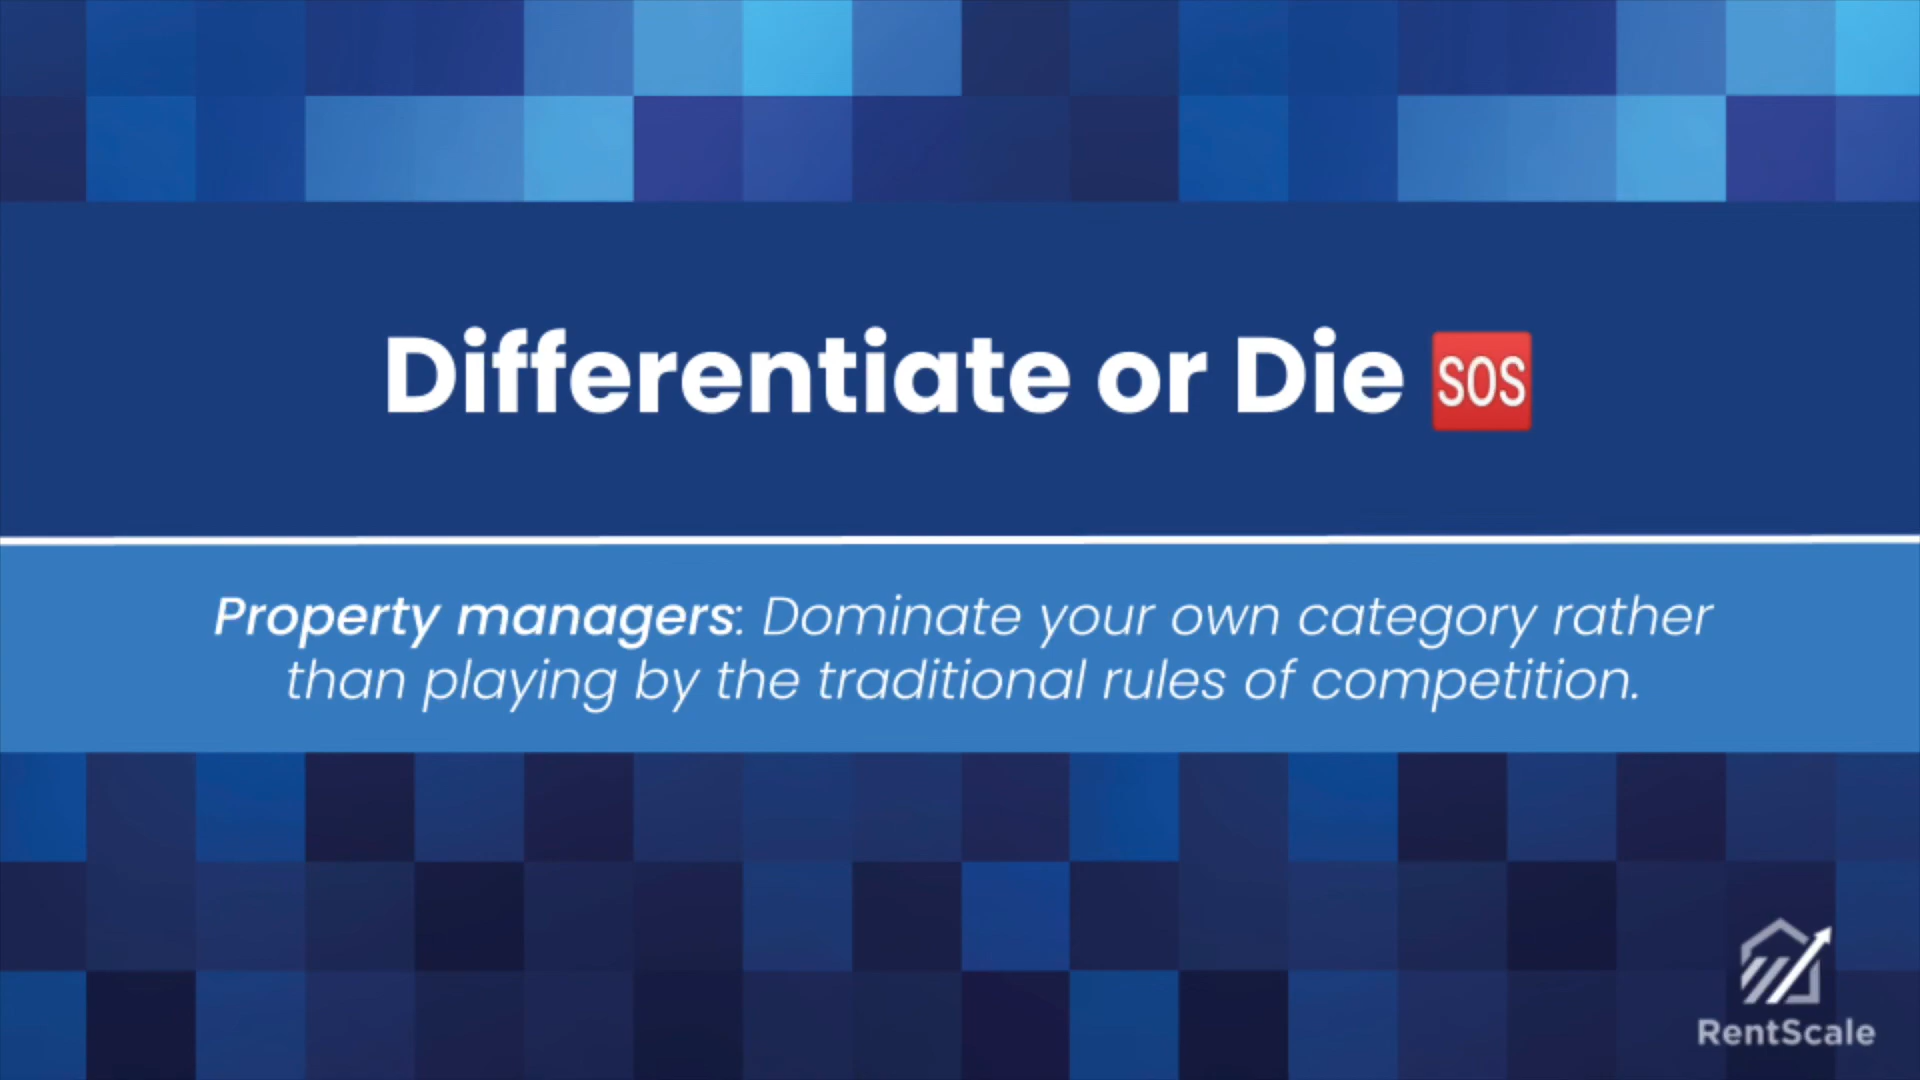 Differentiate or Die 🆘
Property managers: Dominate your own category rather
than playing by the traditional rules of competition.
RentScale